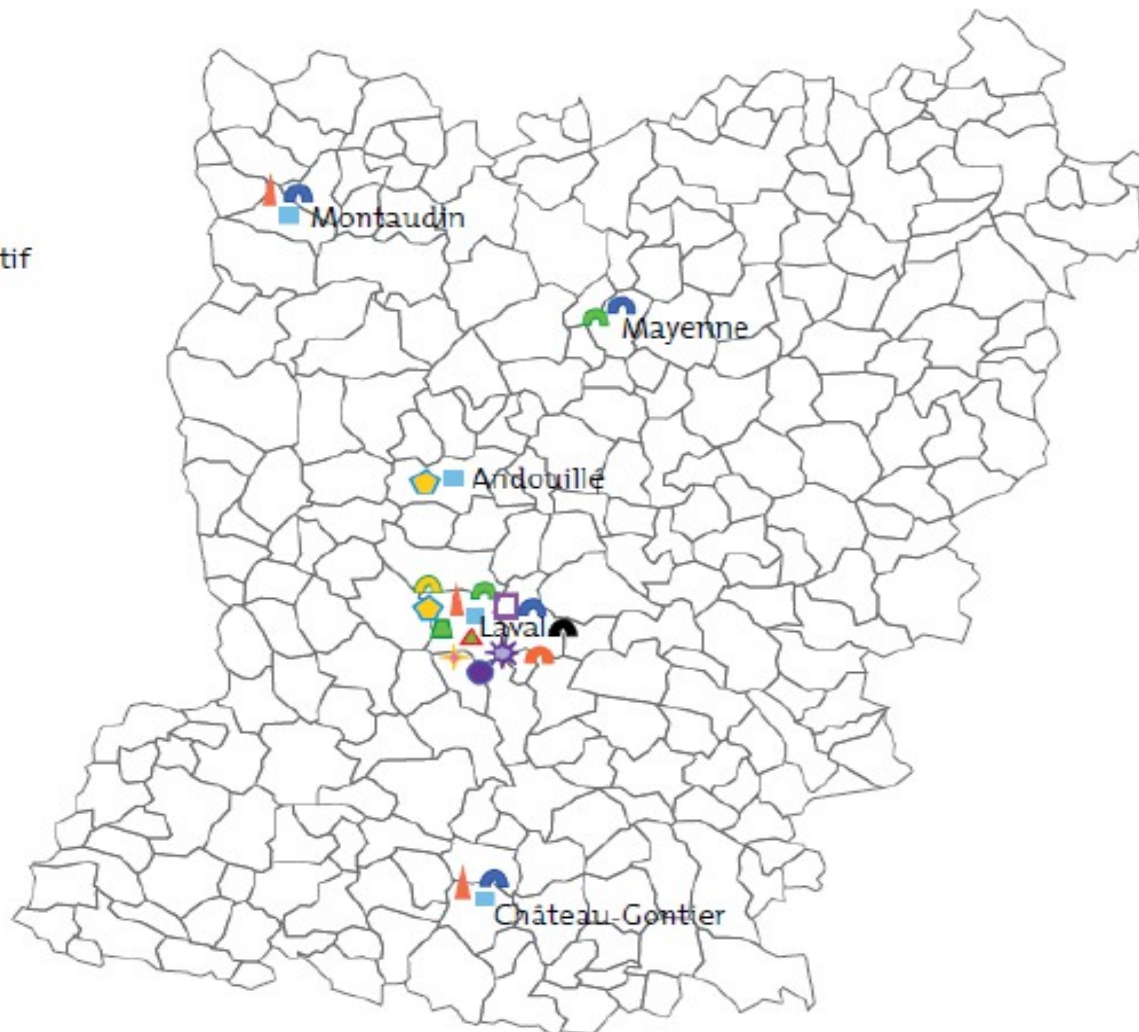 Montaudin
tif
Mayenne
Andouillé
Laval
Château-Gontier